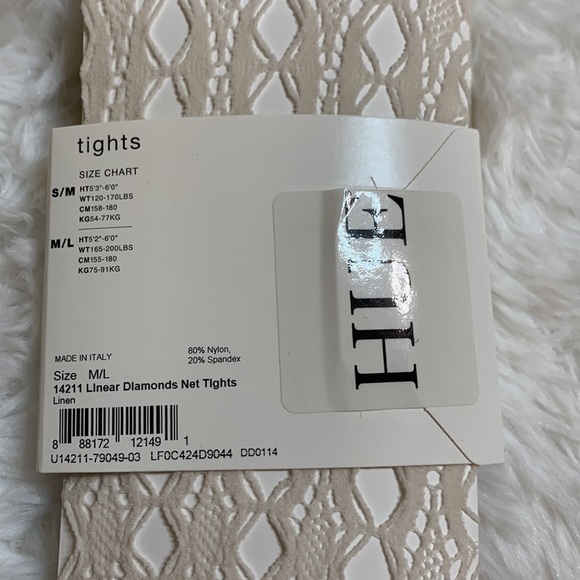 tights
SIZE CHART
S/M HT5'3"-6'0"
WT120-170LBS
CM158-180
KG54-77KG
M/L HT5'2"-6'0"
WT165-200LBS
CM155-180
KG75-91KG
HUE
MADE IN ITALY
80% Nylon,
20% Spandex
Size M/L
14211 LInear Diamonds Net TIghts
Linen
8 88172 12149 1
U14211-79049-03 LF0C424D9044 DD0114